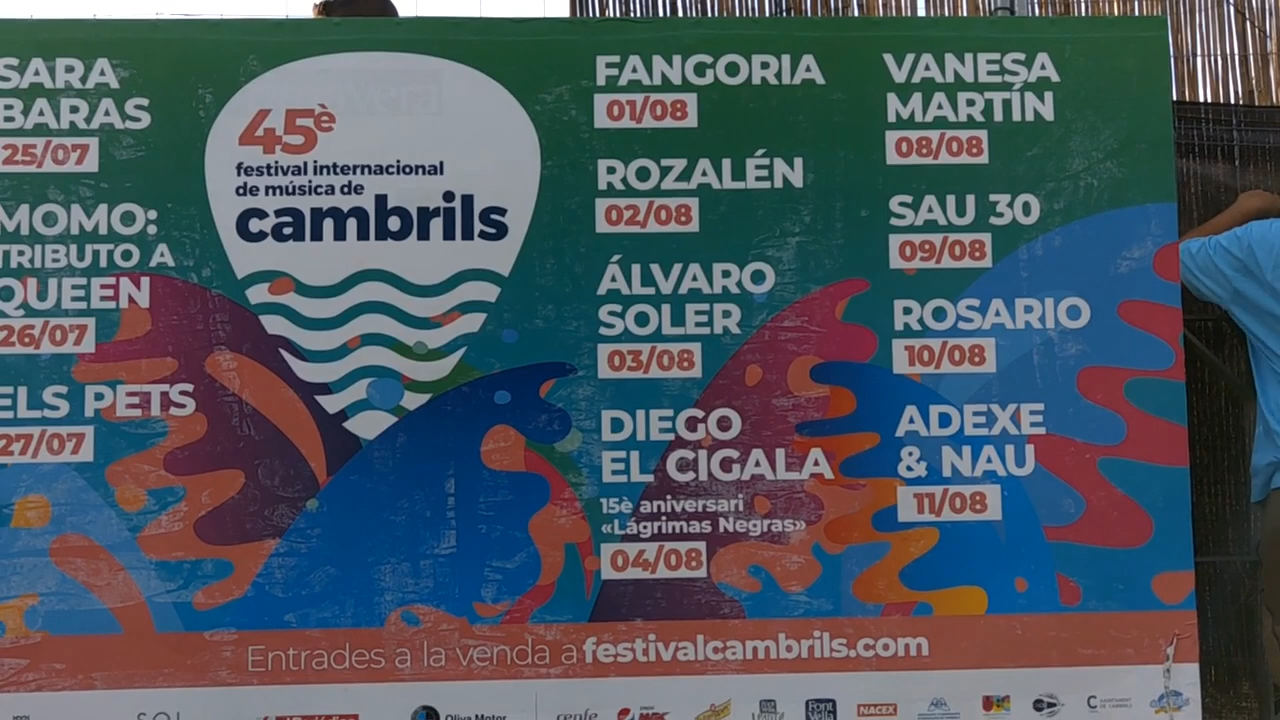 SARA
BARAS
25/07
MOMO:
TRIBUTO A
QUEEN
26/07
ELS PETS
27/07
45è
festival internacional
de música de
cambrils
FANGORIA
01/08
ROZALÉN
02/08
ÁLVARO
SOLER
03/08
DIEGO
EL CIGALA
15è aniversari
«Lágrimas Negras»
04/08
VANESA
MARTÍN
08/08
SAU 30
09/08
ROSARIO
10/08
ADEXE
& NAU
11/08
Entrades a la venda a festivalcambrils.com
Oliva Motor
renfe
Font
Vella
NACEX